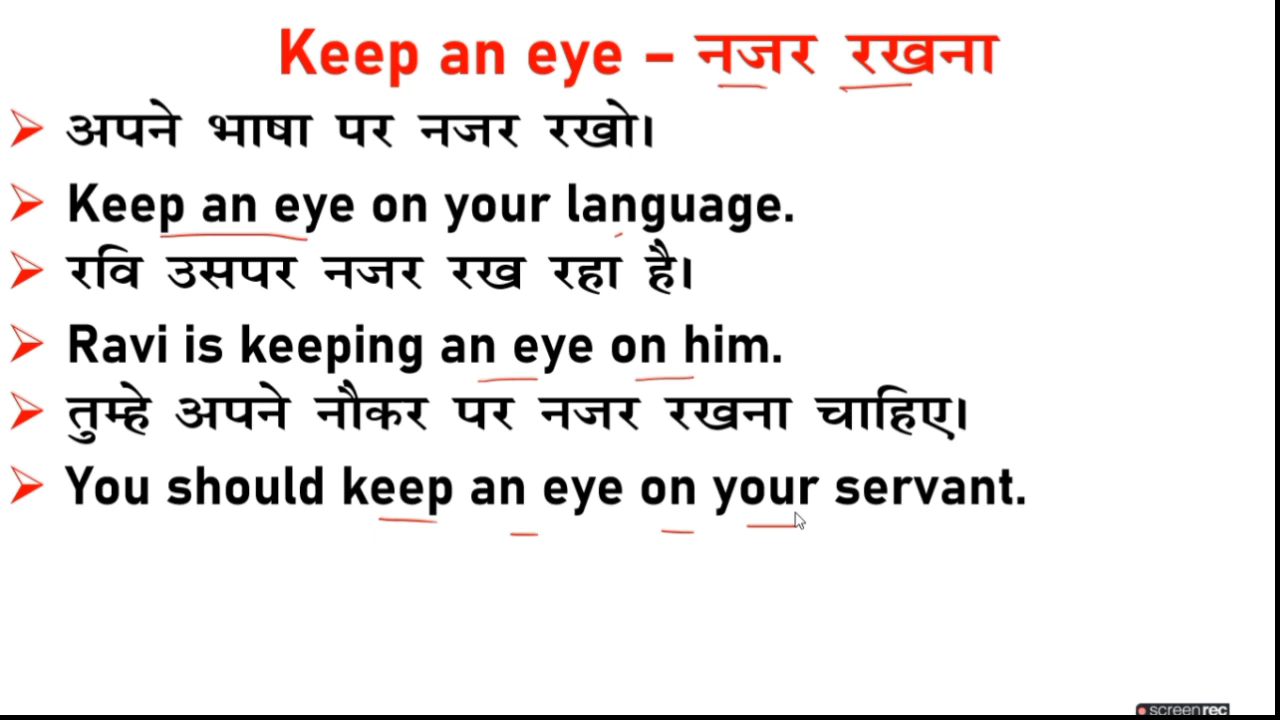 Keep an eye – नजर रखना
अपने भाषा पर नजर रखो।
Keep an eye on your language.
रवि उसपर नजर रख रहा है।
Ravi is keeping an eye on him.
तुम्हे अपने नौकर पर नजर रखना चाहिए।
You should keep an eye on your servant.
screenrec